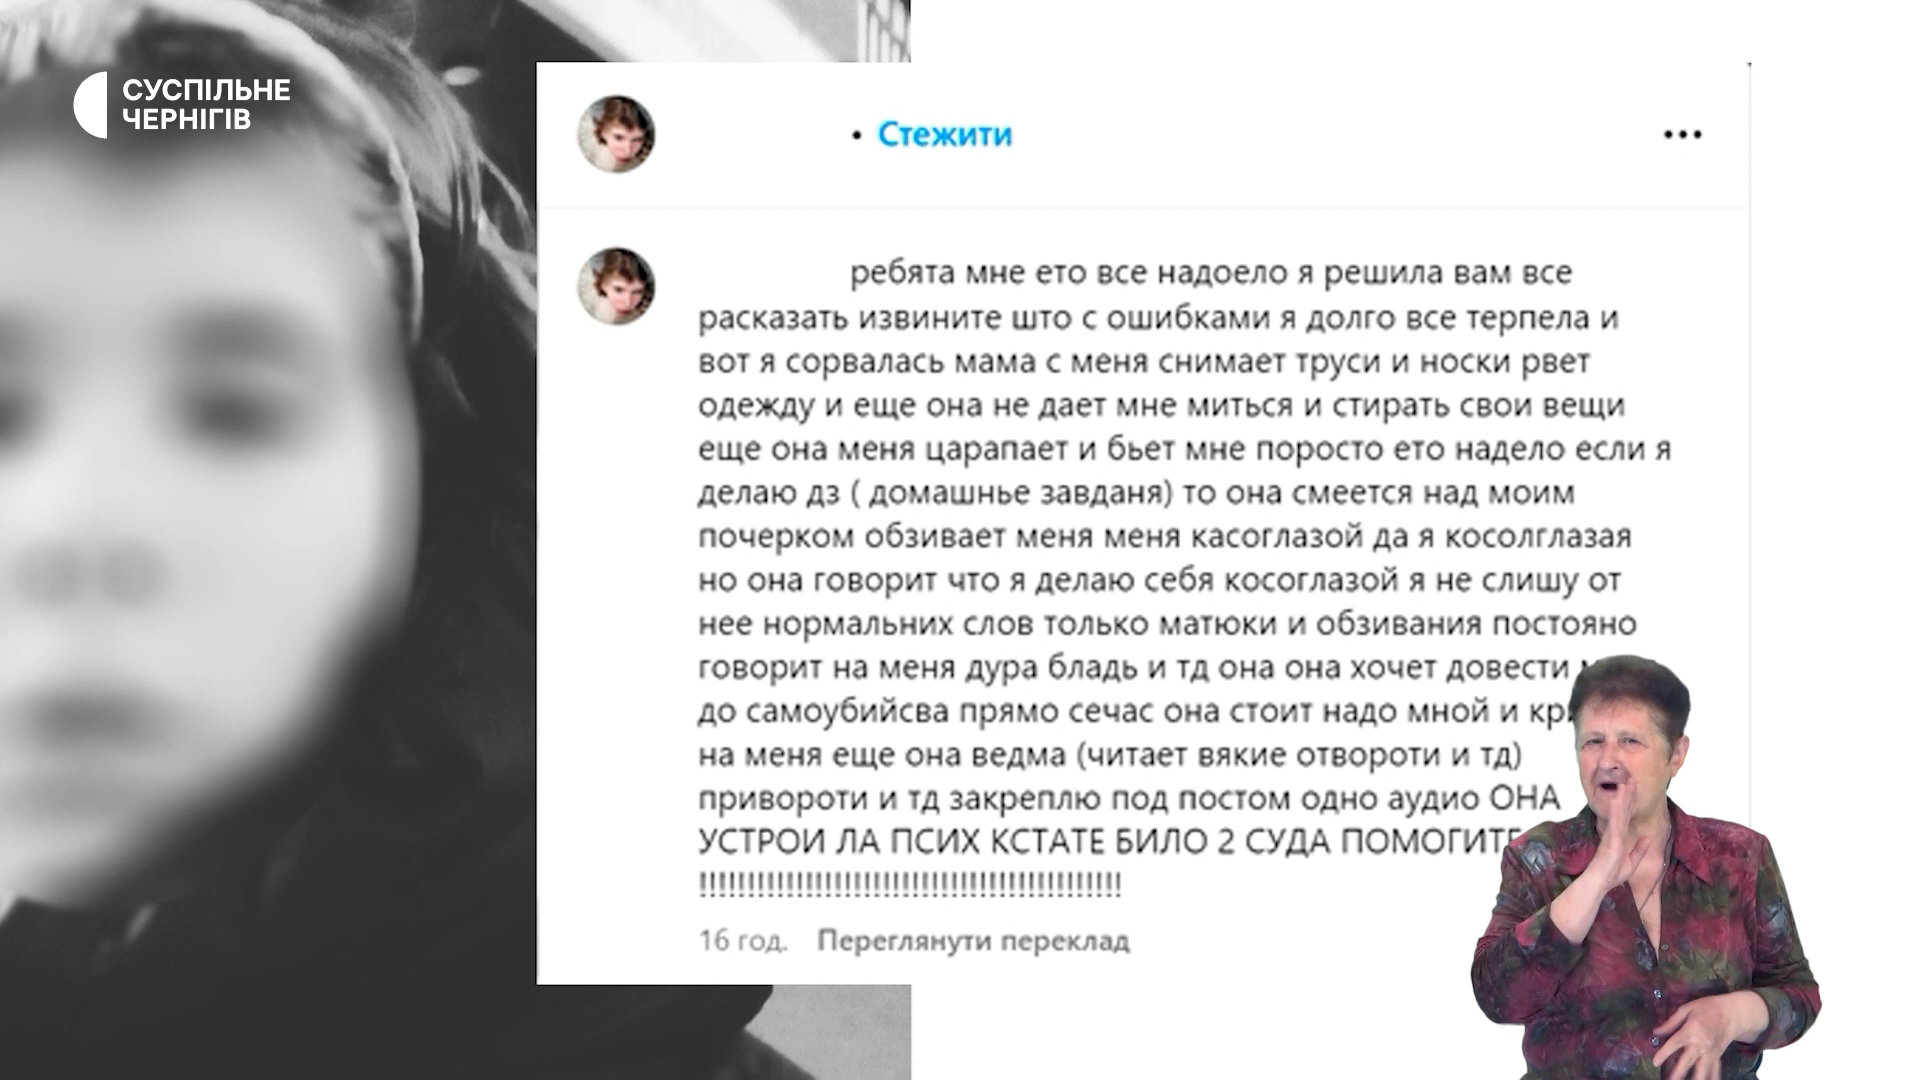 СУСПІЛЬНЕ
ЧЕРНІГІВ
• Стежити
ребята мне ето все надоело я решила вам все
расказать извините што с ошибками я долго все терпела и
вот я сорвалась мама с меня снимает труси и носки рвет
одежду и еще она не дает мне миться и стирать свои вещи
еще она меня царапает и бьет мне поросто ето надело если я
делаю дз ( домашнье завданя) то она смеется над моим
почерком обзивает меня меня касоглазой да я косолглазая
но она говорит что я делаю себя косоглазой я не слишу от
нее нормальних слов только матюки и обзивания постояно
говорит на меня дура бладь и тд она она хочет довести
до самоубийсва прямо сечас она стоит надо мной и
на меня еще она ведма (читает вякие отвороти и тд)
привороти и тд закреплю под постом одно аудио ОНА
УСТРОИ ЛА ПСИХ КСТАТЕ БИЛО 2 СУДА ПОМОГИТЕ
!!!!!!!!!!!!!!!!!!!!!!!!!!!!!!!!!!!!!!!!!!!!
16 год. Переглянути переклад